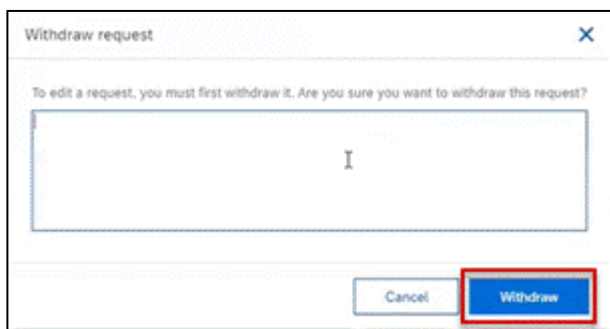 Withdraw request
To edit a request, you must first withdraw it. Are you sure you want to withdraw this request?
Cancel
Withdraw